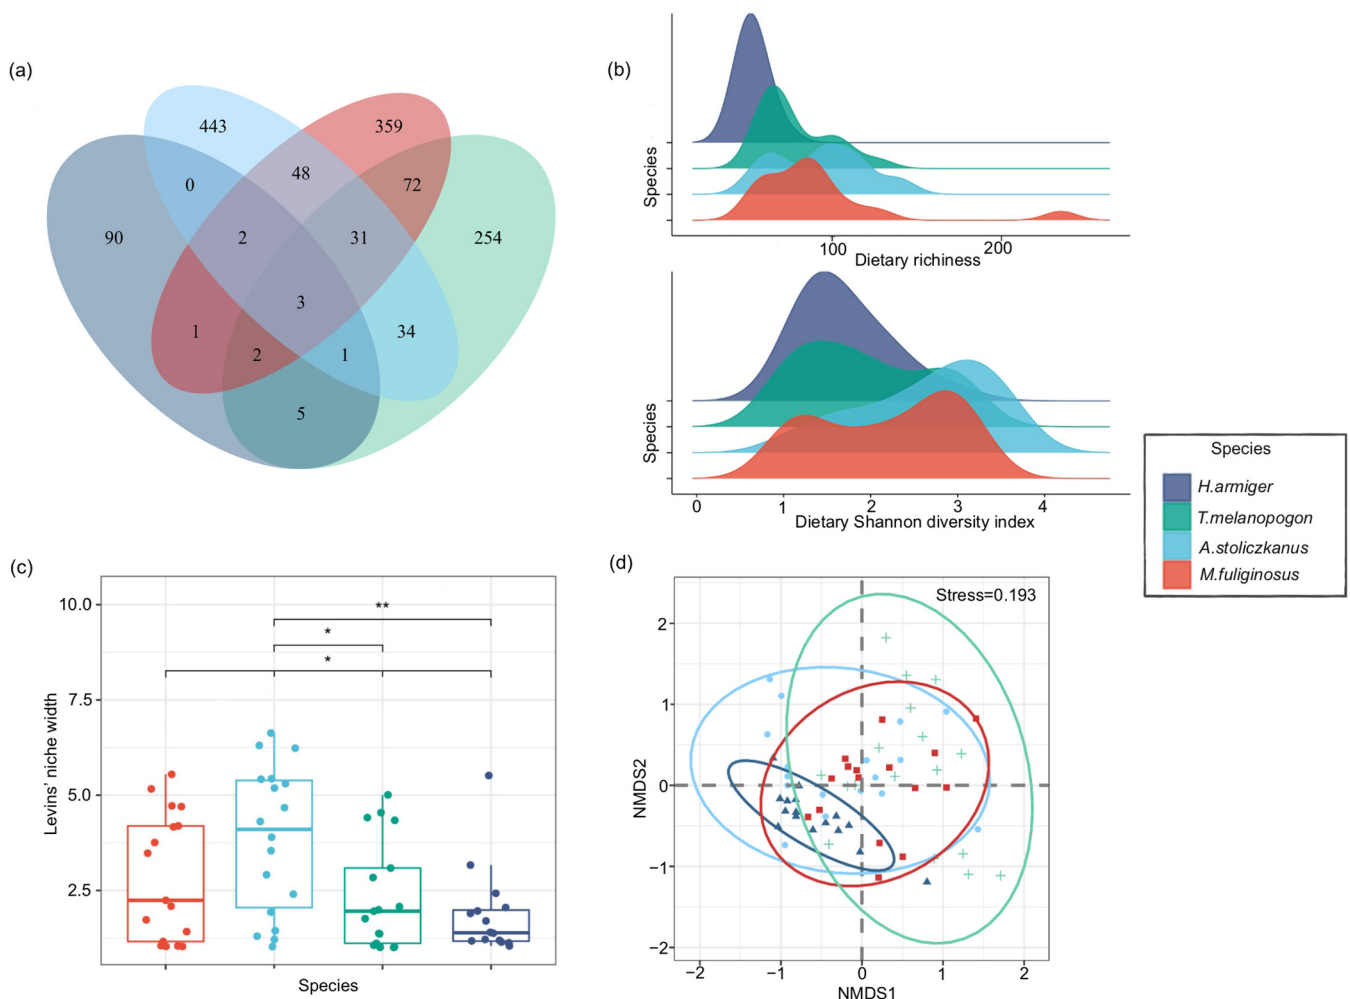 (a)
443
359
0
48
72
90
2
31
254
3
1
2
1
34
5
(b)
Species
100
200
Dietary richiness
Species
0
1
2
3
4
Dietary Shannon diversity index
Species
H.armiger
T.melanopogon
A.stoliczkanus
M.fuliginosus
(c)
Levins' niche width
10.0
7.5
5.0
2.5
**
*
*
Species
(d)
Stress=0.193
NMDS2
2
1
0
−1
−2
−2
−1
0
1
2
NMDS1